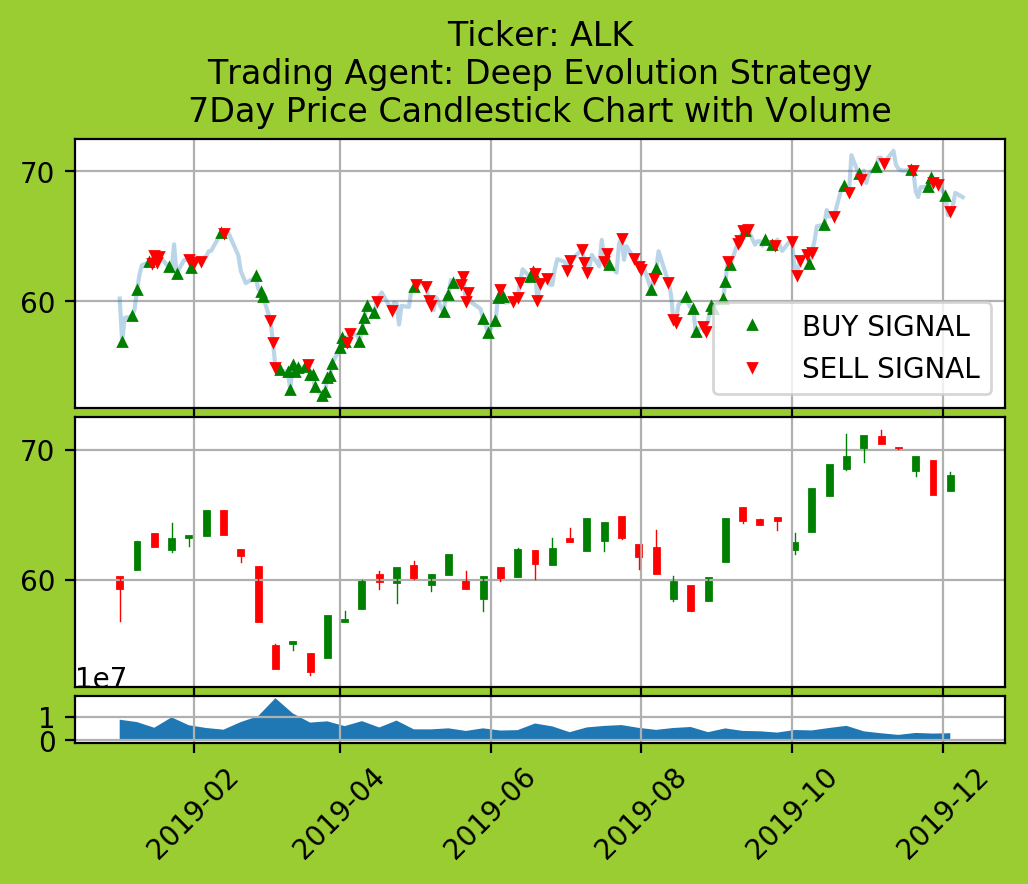 Ticker: ALK
Trading Agent: Deep Evolution Strategy
7Day Price Candlestick Chart with Volume
70
60
BUY SIGNAL
SELL SIGNAL
70
60
1e7
1
0
2019-02
2019-04
2019-06
2019-08
2019-10
2019-12